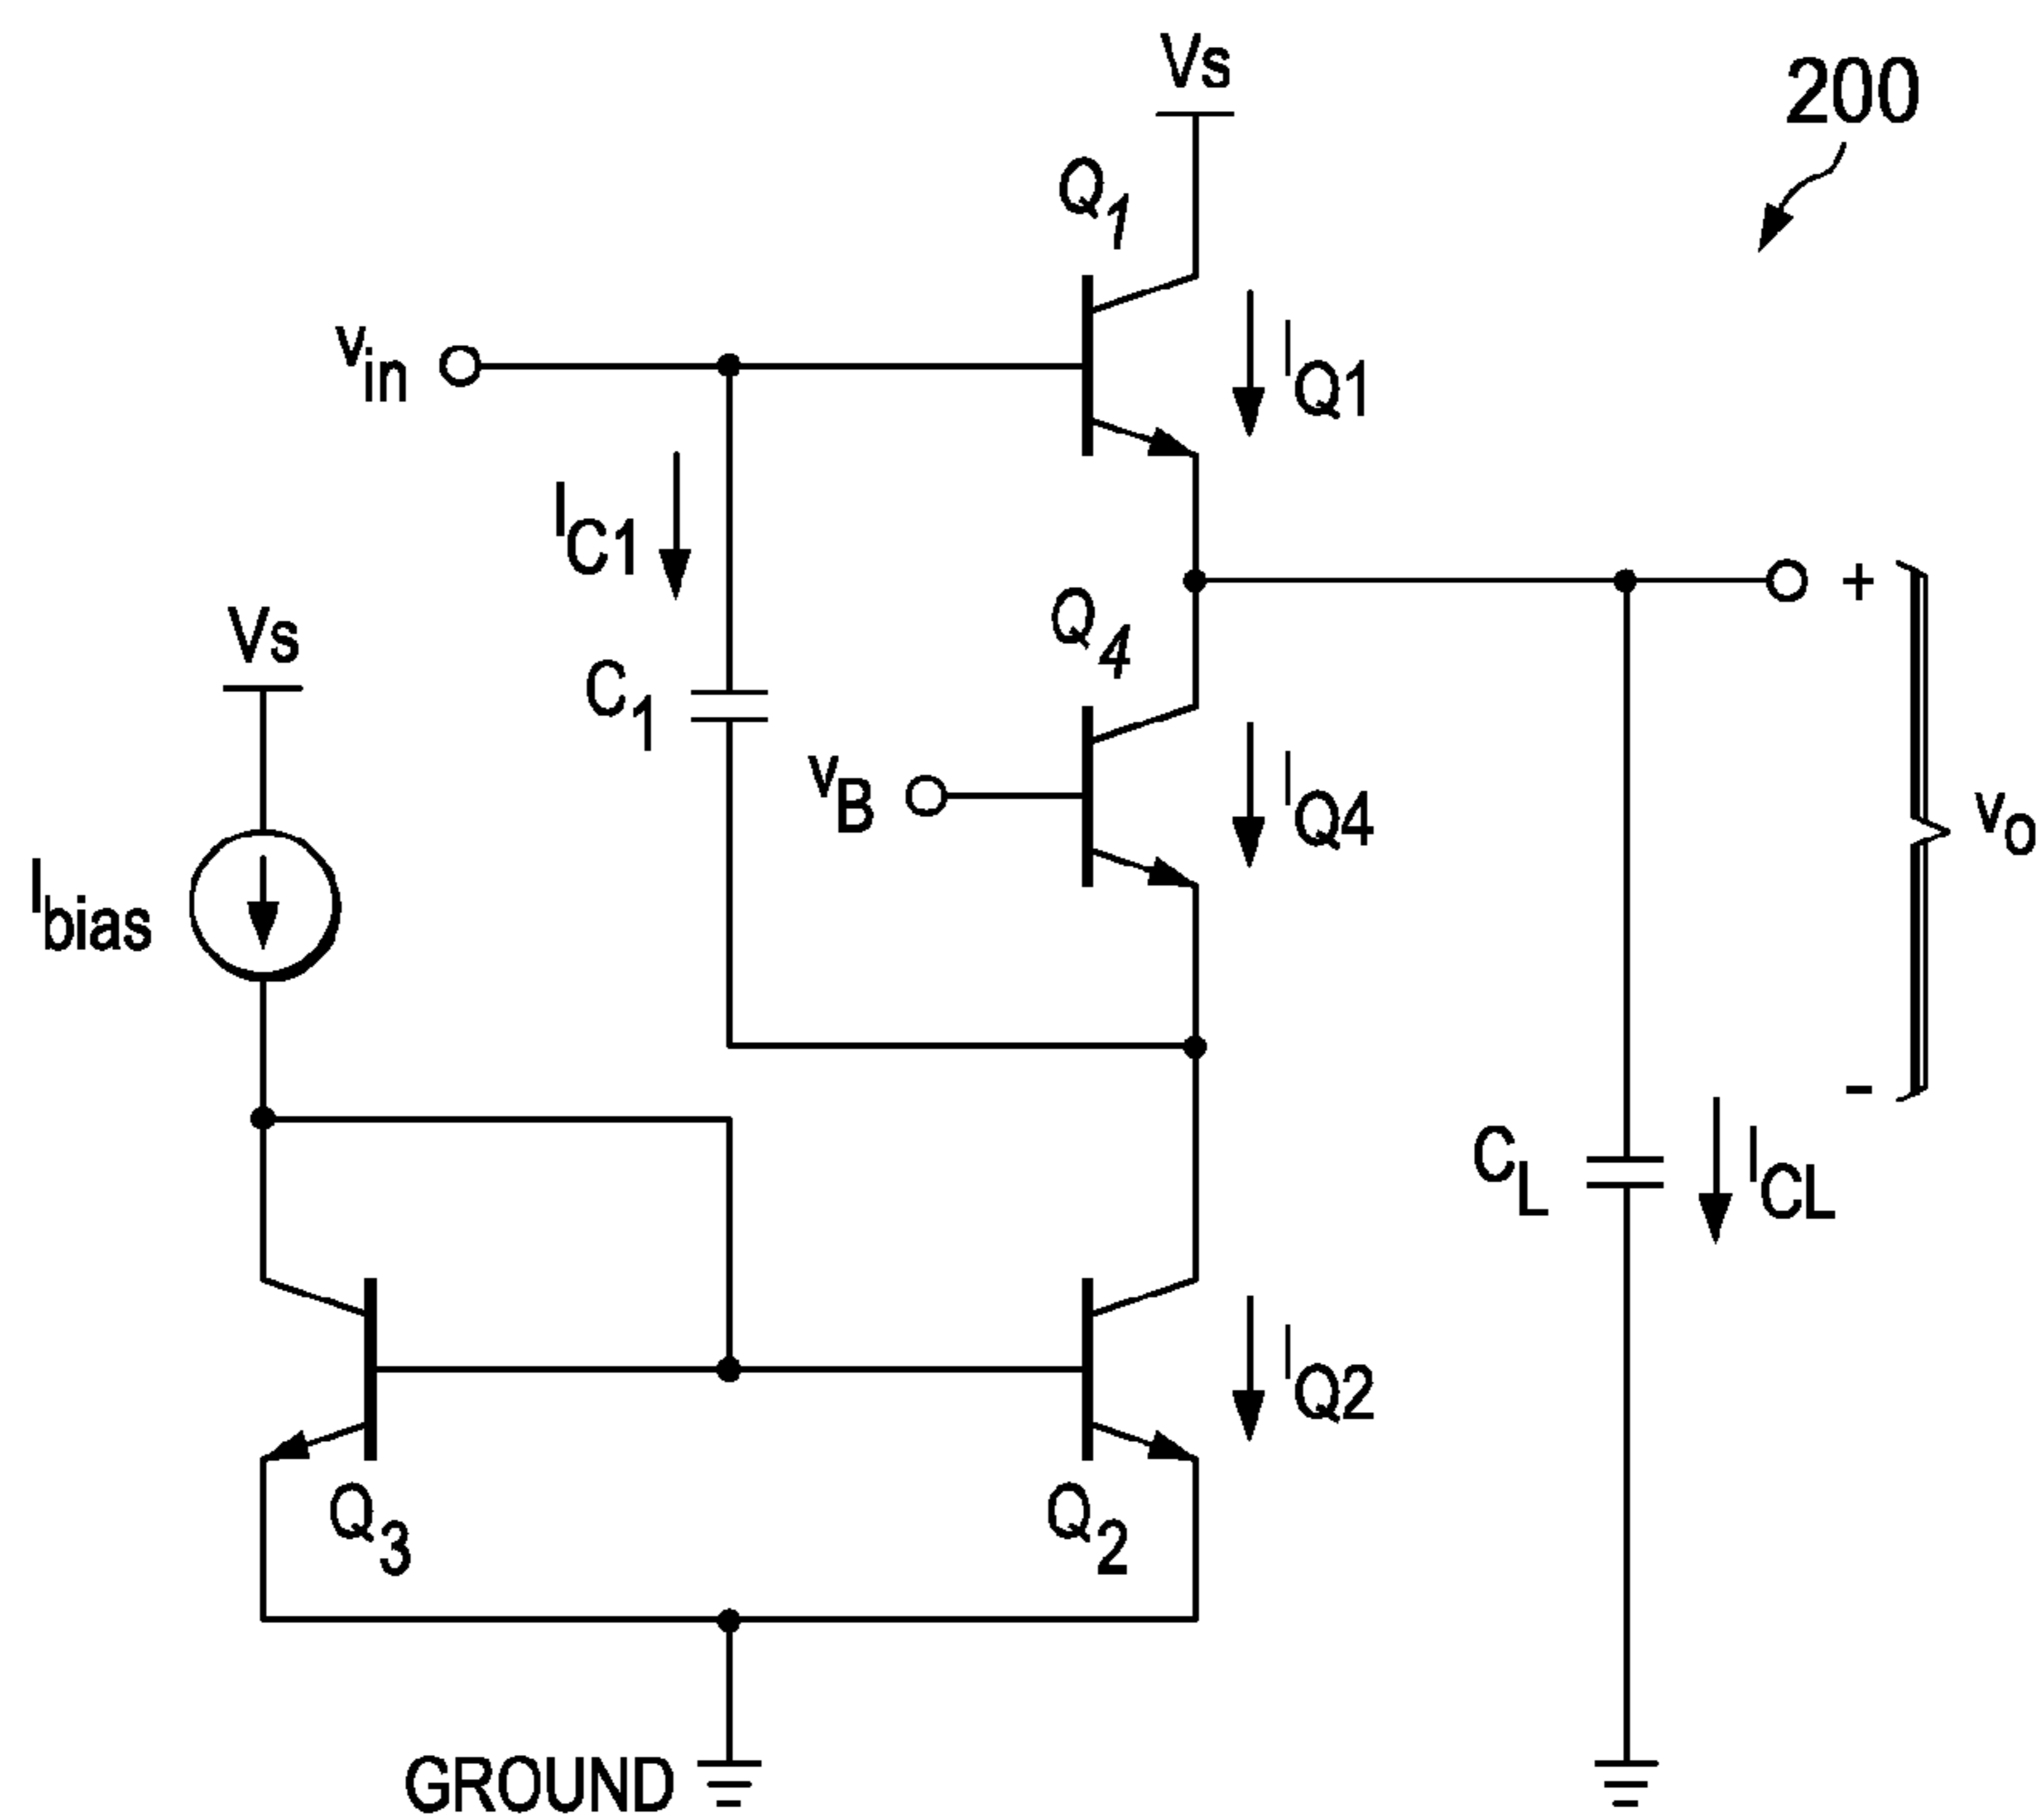 Vs
200
Q1
vin
IQ1
IC1
+
Q4
Vs
C1
vB
IQ4
vo
Ibias
-
CL
ICL
IQ2
Q3
Q2
GROUND